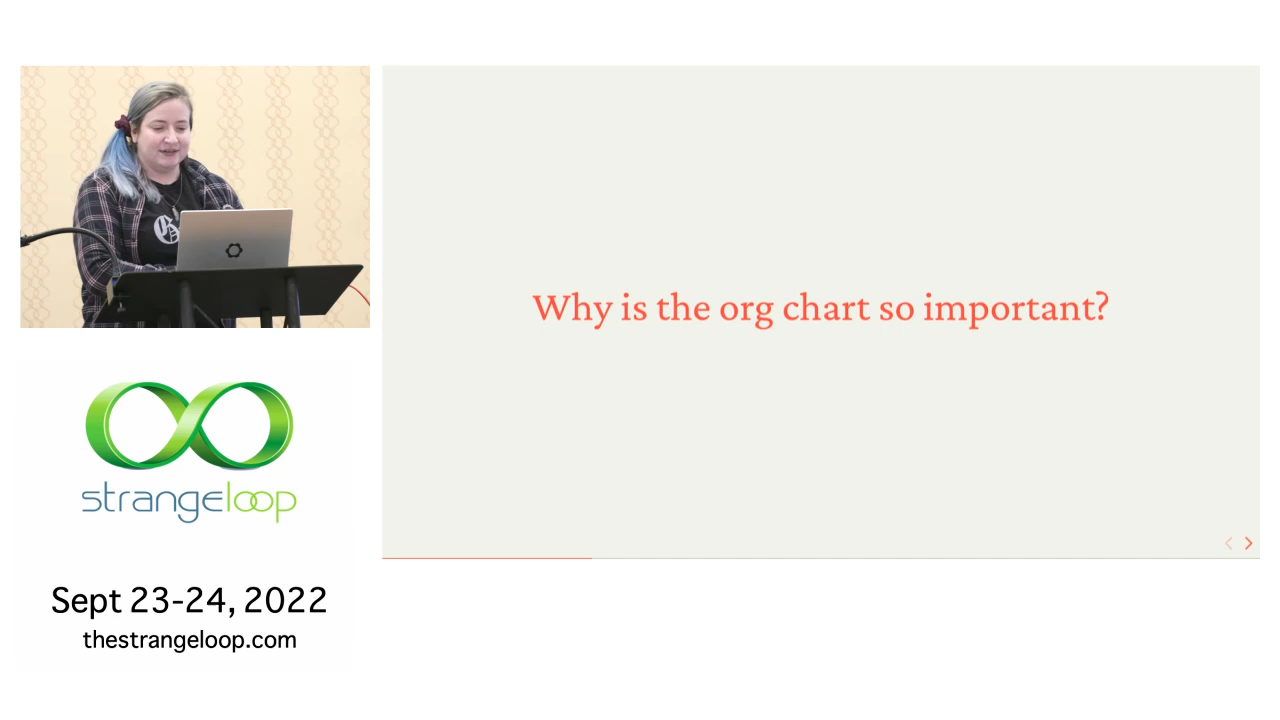 Why is the org chart so important?
strangeloop
Sept 23-24, 2022
thestrangeloop.com